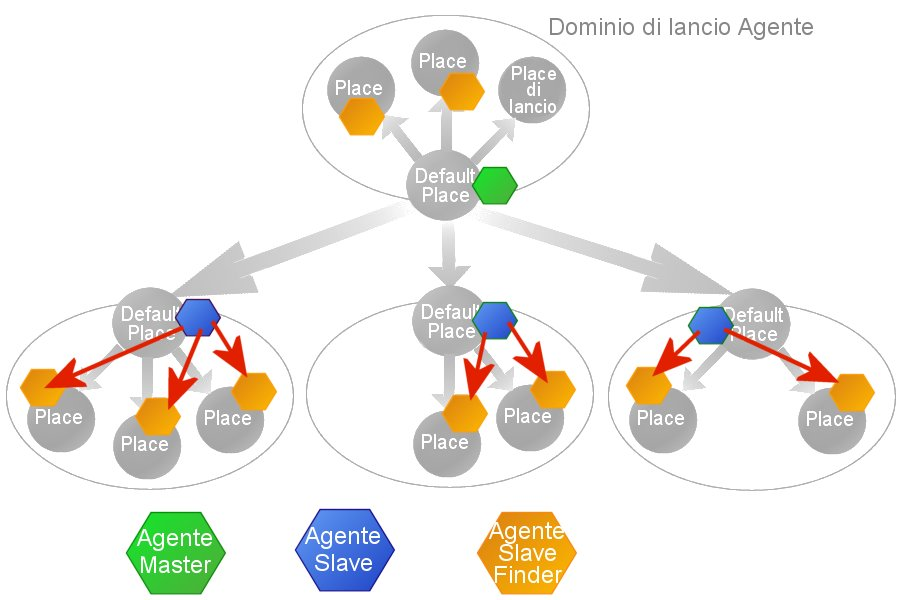 Dominio di lancio Agente
Place
Place
Place
di
lancio
Default
Place
Default
Place
Default
Place
Default
Place
Place
Place
Place
Place
Place
Place
Place
Agente
Master
Agente
Slave
Agente
Slave
Finder